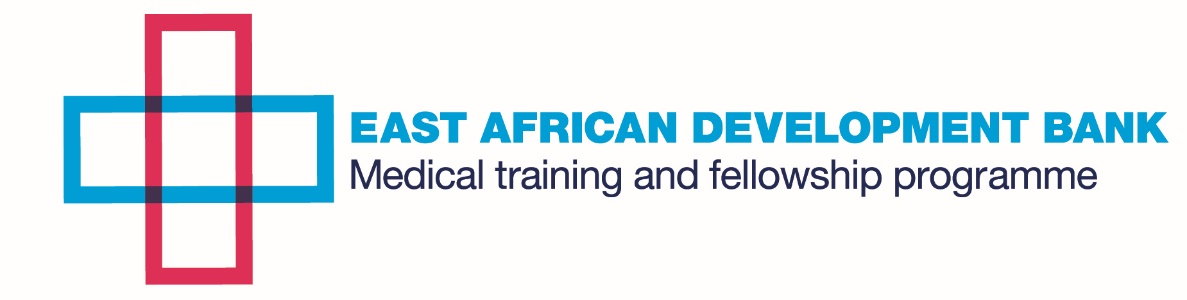 EAST AFRICAN DEVELOPMENT BANK
Medical training and fellowship programme